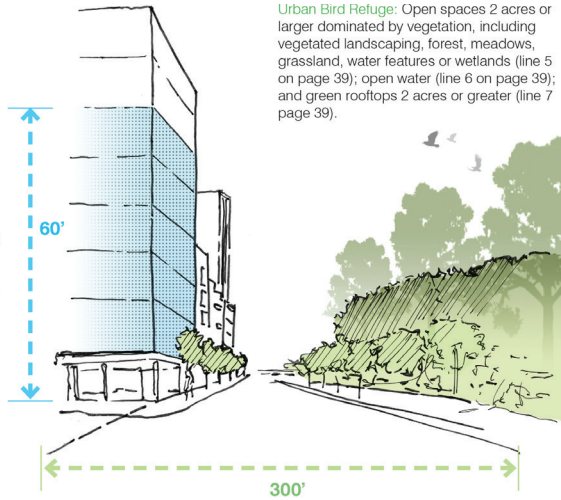 Urban Bird Refuge: Open spaces 2 acres or
larger dominated by vegetation, including
vegetated landscaping, forest, meadows,
grassland, water features or wetlands (line 5
on page 39); open water (line 6 on page 39);
and green rooftops 2 acres or greater (line 7
page 39).
60’
300’